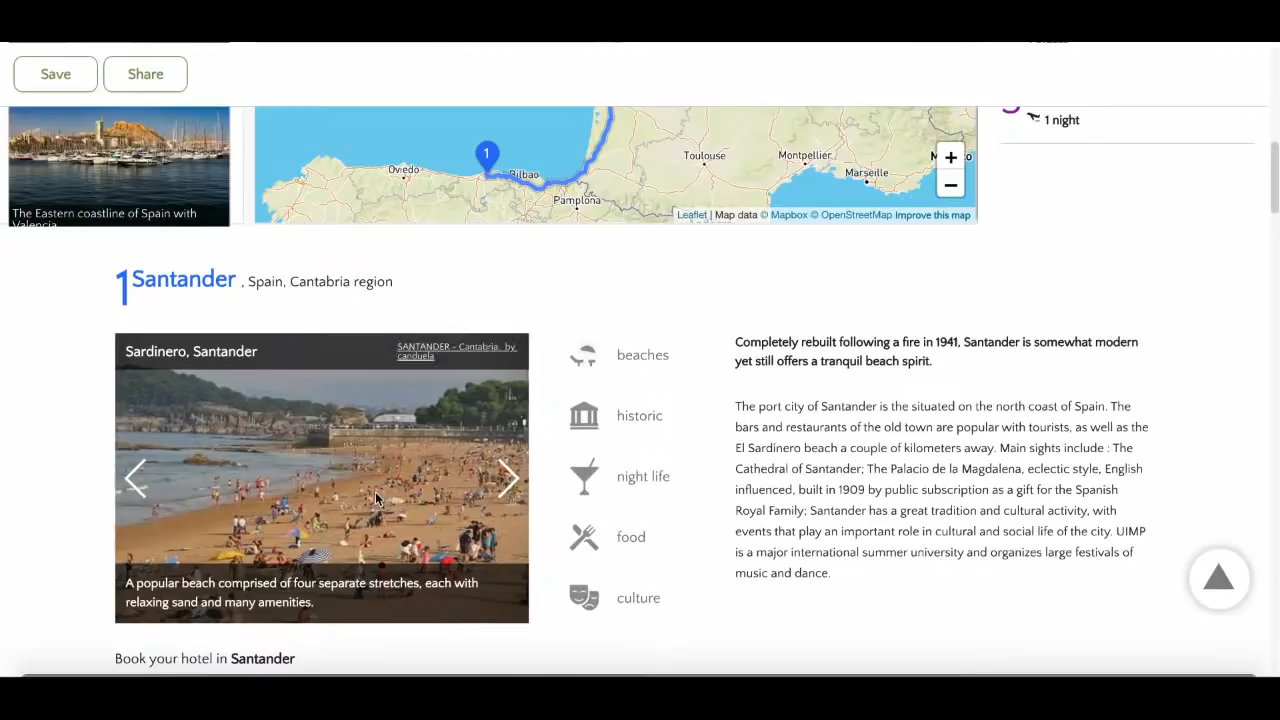 Save
Share
The Eastern coastline of Spain with
Valencia
1
Oviedo
Bilbao
Pamplona
Toulouse
Montpellier
Marseille
+
−
Leaflet | Map data © Mapbox © OpenStreetMap Improve this map
1 night
1 Santander , Spain, Cantabria region
Sardinero, Santander
SANTANDER - Cantabria. by
canduela
A popular beach comprised of four separate stretches, each with
relaxing sand and many amenities.
beaches
historic
night life
food
culture
Completely rebuilt following a fire in 1941, Santander is somewhat modern
yet still offers a tranquil beach spirit.
The port city of Santander is the situated on the north coast of Spain. The
bars and restaurants of the old town are popular with tourists, as well as the
El Sardinero beach a couple of kilometers away. Main sights include : The
Cathedral of Santander; The Palacio de la Magdalena, eclectic style, English
influenced, built in 1909 by public subscription as a gift for the Spanish
Royal Family; Santander has a great tradition and cultural activity, with
events that play an important role in cultural and social life of the city. UIMP
is a major international summer university and organizes large festivals of
music and dance.
Book your hotel in Santander